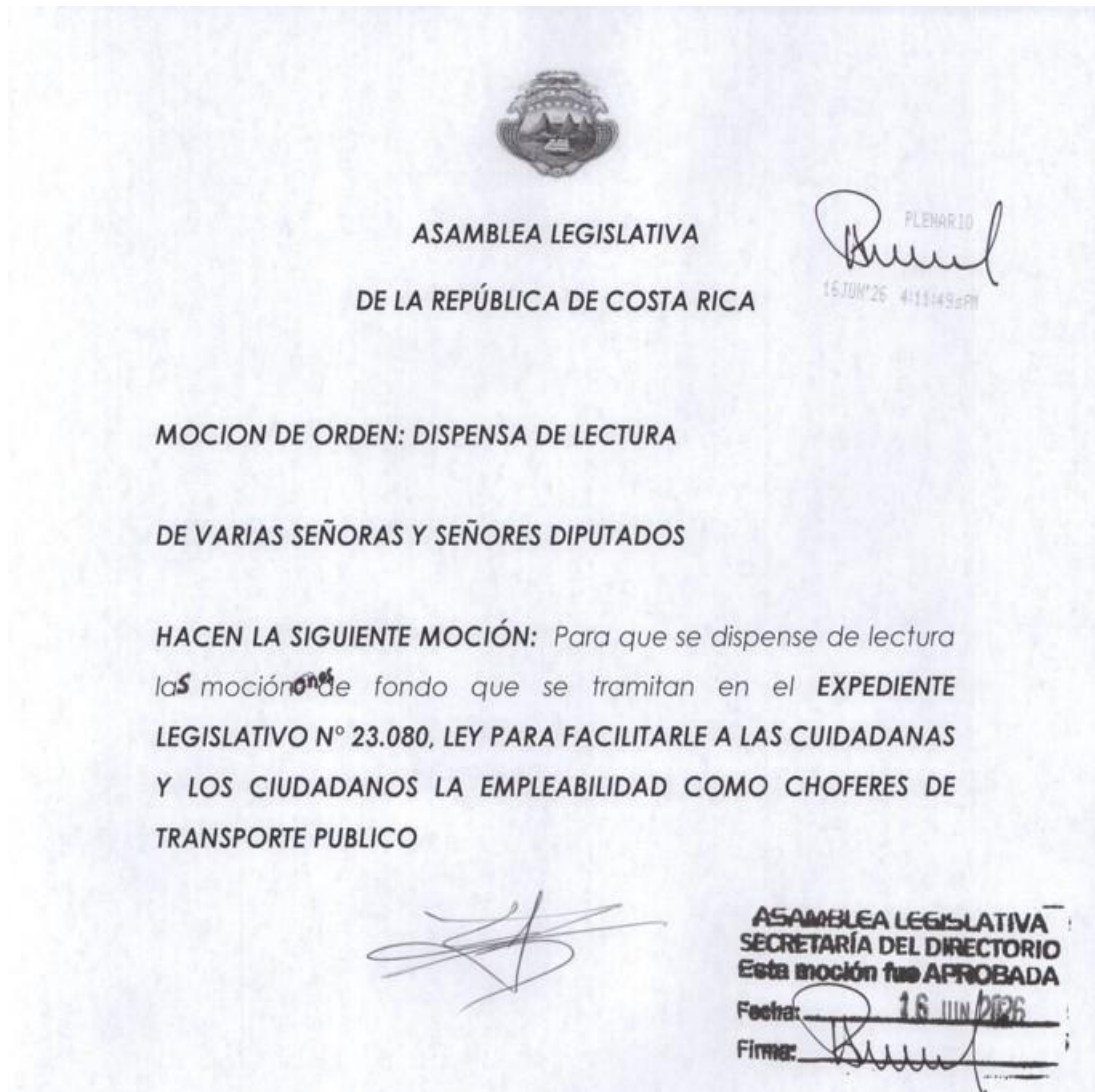 ASAMBLEA LEGISLATIVA
DE LA REPÚBLICA DE COSTA RICA
PLENARIO
16JUN'26 4:11:49PM
MOCION DE ORDEN: DISPENSA DE LECTURA
DE VARIAS SEÑORAS Y SEÑORES DIPUTADOS
HACEN LA SIGUIENTE MOCIÓN: Para que se dispense de lectura
las mociónones de fondo que se tramitan en el EXPEDIENTE
LEGISLATIVO N° 23.080, LEY PARA FACILITARLE A LAS CUIDADANAS
Y LOS CIUDADANOS LA EMPLEABILIDAD COMO CHOFERES DE
TRANSPORTE PUBLICO
ASAMBLEA LEGISLATIVA
SECRETARÍA DEL DIRECTORIO
Esta moción fue APROBADA
Fecha: 16 JUN 2026
Firma: